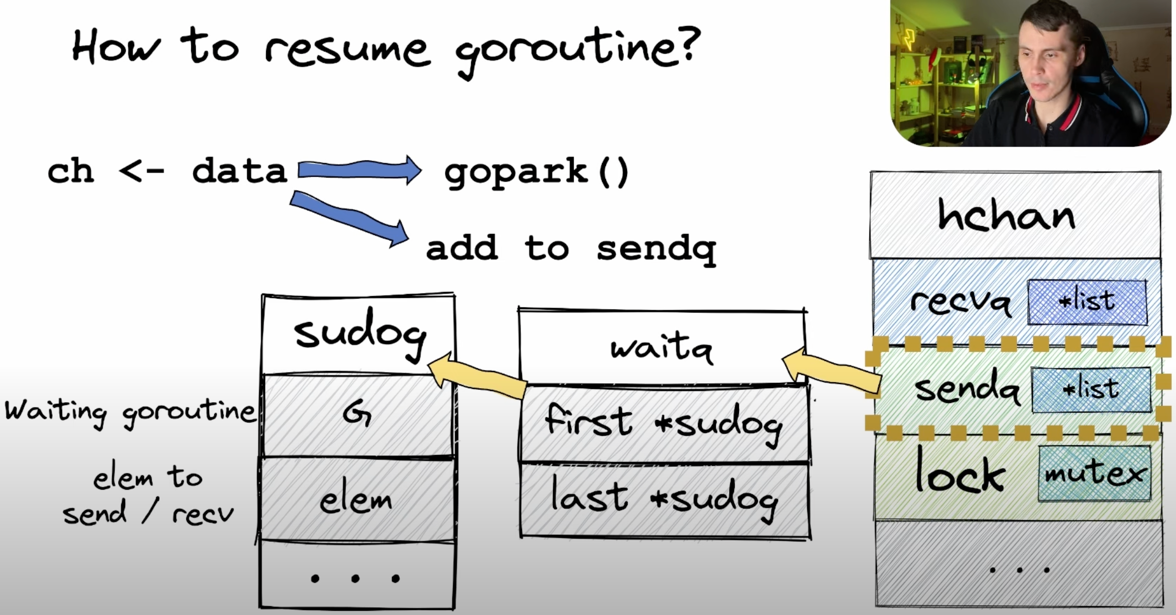 How to resume goroutine?
ch <- data
gopark()
add to sendq
hchan
recvq *list
sendq *list
lock mutex
...
waitq
first *sudog
last *sudog
sudog
Waiting goroutine
G
elem to
send / recv
elem
...